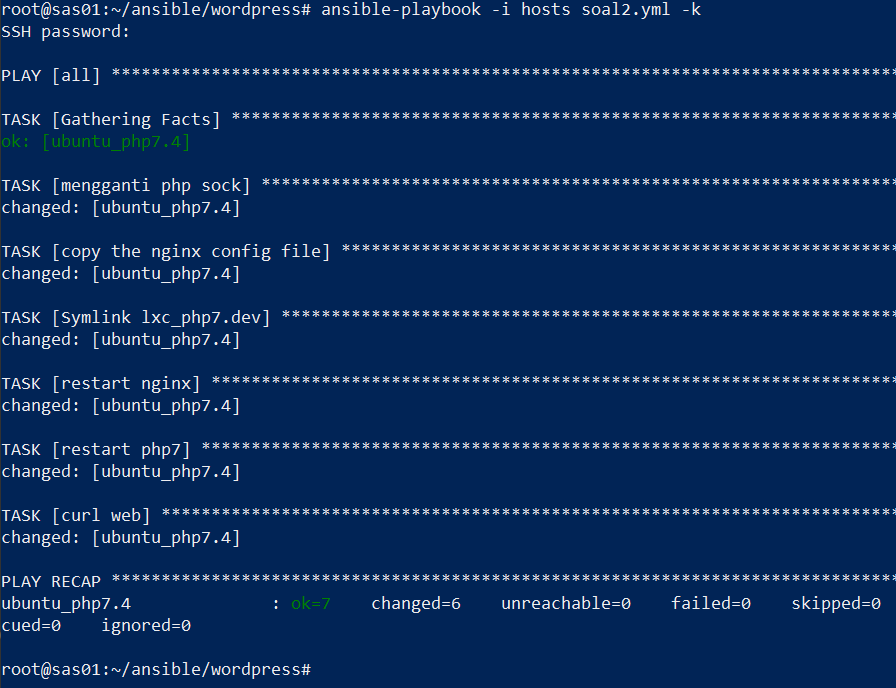 root@sas01:~/ansible/wordpress# ansible-playbook -i hosts soal2.yml -k
SSH password:
PLAY [all] *******************************************************************************
TASK [Gathering Facts] *******************************************************************
ok: [ubuntu_php7.4]
TASK [mengganti php sock] ****************************************************************
changed: [ubuntu_php7.4]
TASK [copy the nginx config file] ********************************************************
changed: [ubuntu_php7.4]
TASK [Symlink lxc_php7.dev] **************************************************************
changed: [ubuntu_php7.4]
TASK [restart nginx] *********************************************************************
changed: [ubuntu_php7.4]
TASK [restart php7] **********************************************************************
changed: [ubuntu_php7.4]
TASK [curl web] **************************************************************************
changed: [ubuntu_php7.4]
PLAY RECAP *******************************************************************************
ubuntu_php7.4              : ok=7    changed=6    unreachable=0    failed=0    skipped=0
cued=0    ignored=0
root@sas01:~/ansible/wordpress#